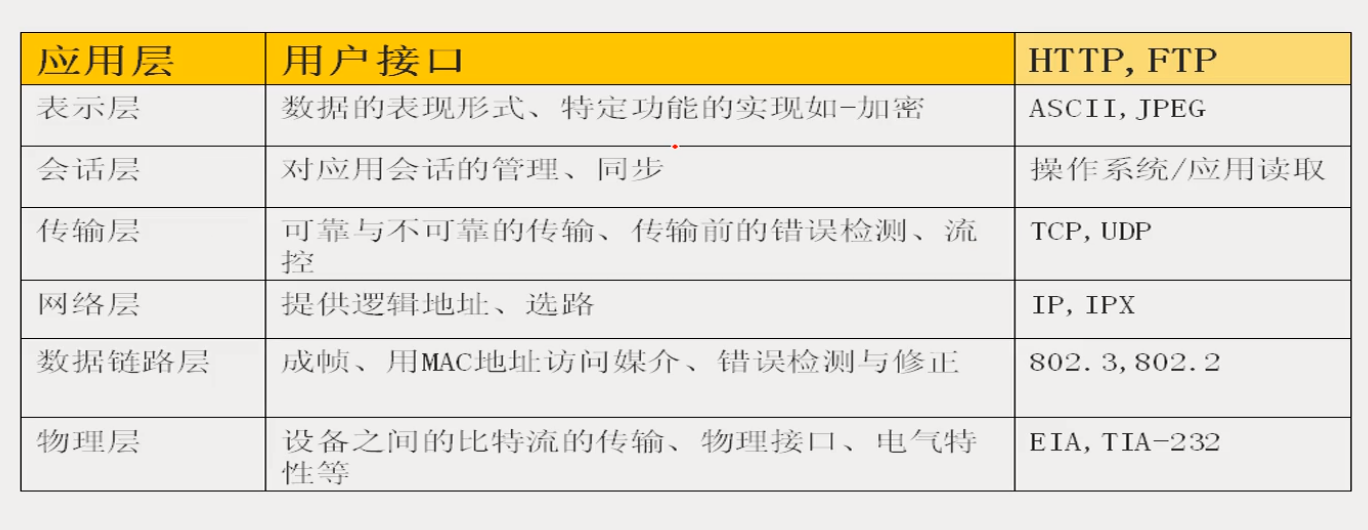 应用层 用户接口 HTTP,FTP
表示层 数据的表现形式、特定功能的实现如-加密 ASCII,JPEG
会话层 对应用会话的管理、同步 操作系统/应用读取
传输层 可靠与不可靠的传输、传输前的错误检测、流 TCP,UDP
控
网络层 提供逻辑地址、选路 IP,IPX
数据链路层 成帧、用MAC地址访问媒介、错误检测与修正 802.3,802.2
物理层 设备之间的比特流的传输、物理接口、电气特 EIA,TIA-232
性等